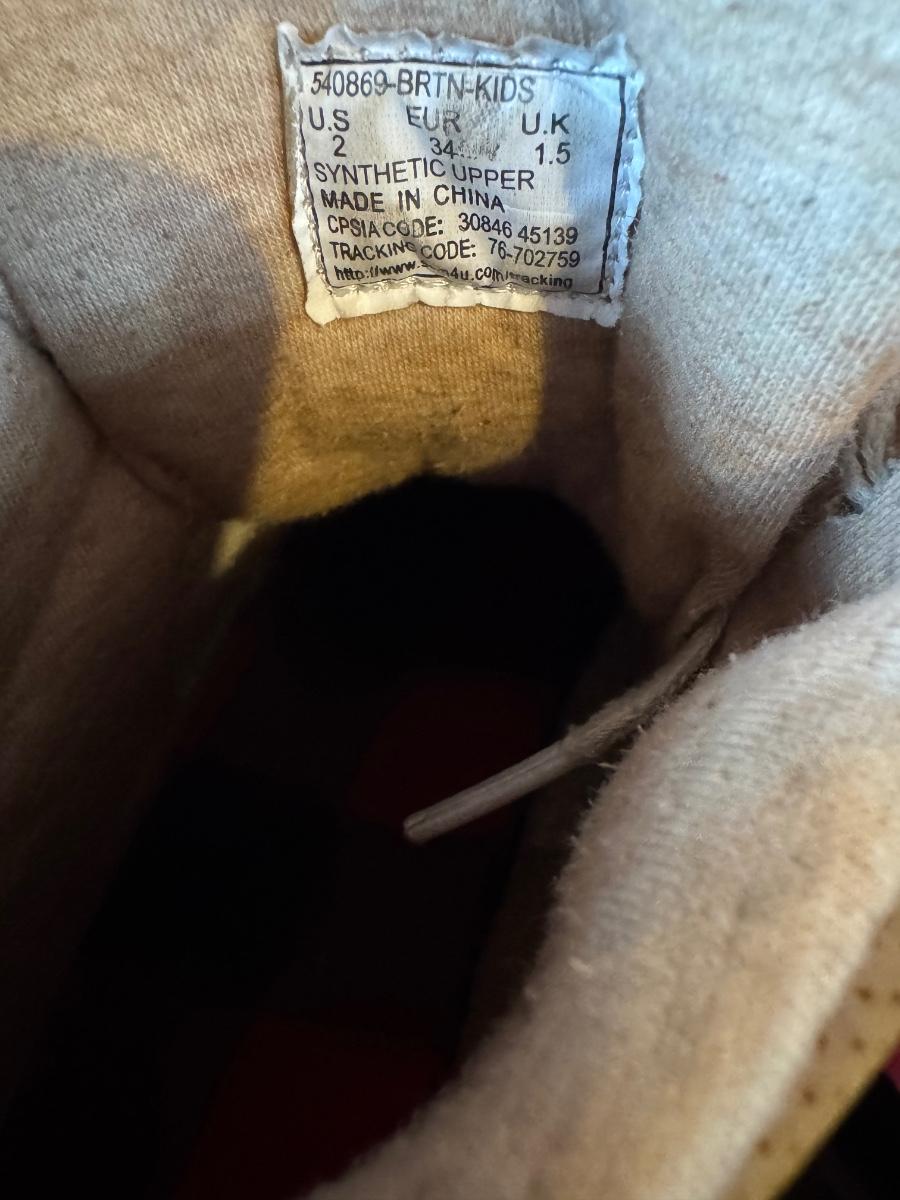 540869-BRTN-KIDS
U.S EUR U.K
2 34 1.5
SYNTHETIC UPPER
MADE IN CHINA
CPSIA CODE: 30846 45139
TRACKING CODE: 76-702759